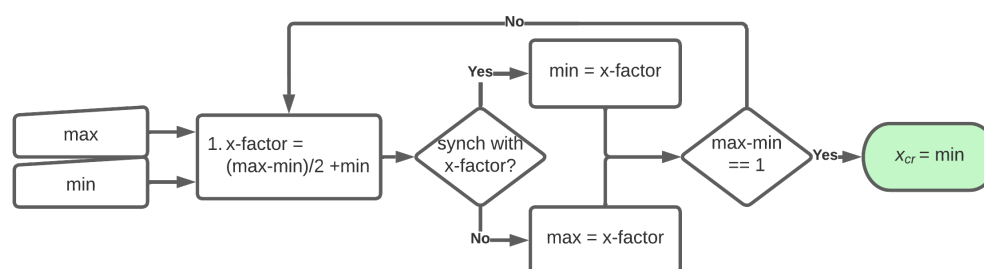 No
max
min
1. x-factor =
(max-min)/2 +min
synch with
x-factor?
Yes
min = x-factor
No
max = x-factor
max-min
== 1
Yes
x_cr = min